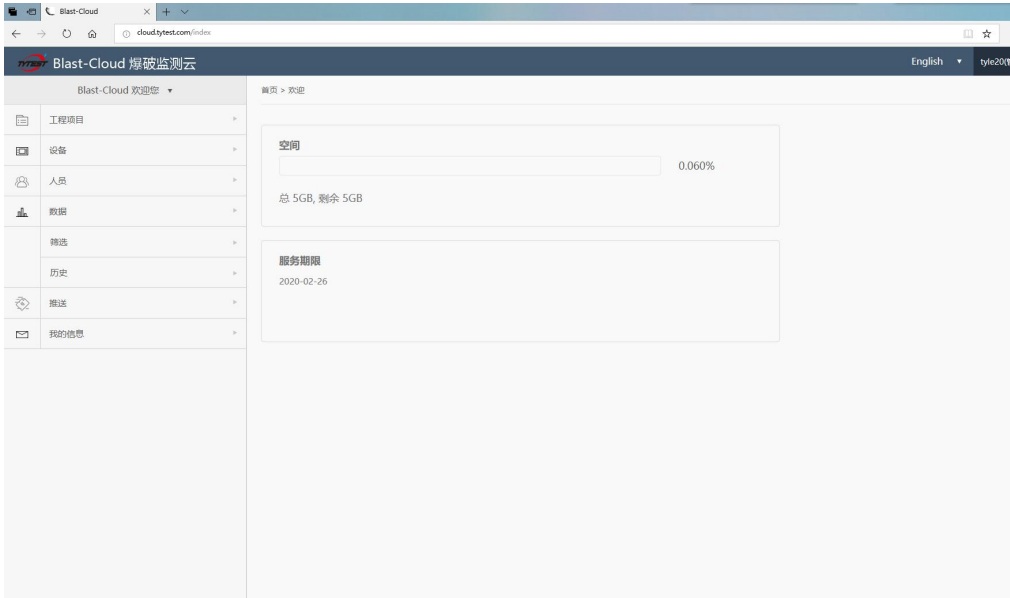 Blast-Cloud
cloud.tytest.com/index
TYTEST Blast-Cloud 爆破监测云
English
tyle20(
Blast-Cloud 欢迎您
首页 > 欢迎
工程项目
设备
人员
数据
筛选
历史
推送
我的信息
空间
0.060%
总 5GB, 剩余 5GB
服务期限
2020-02-26